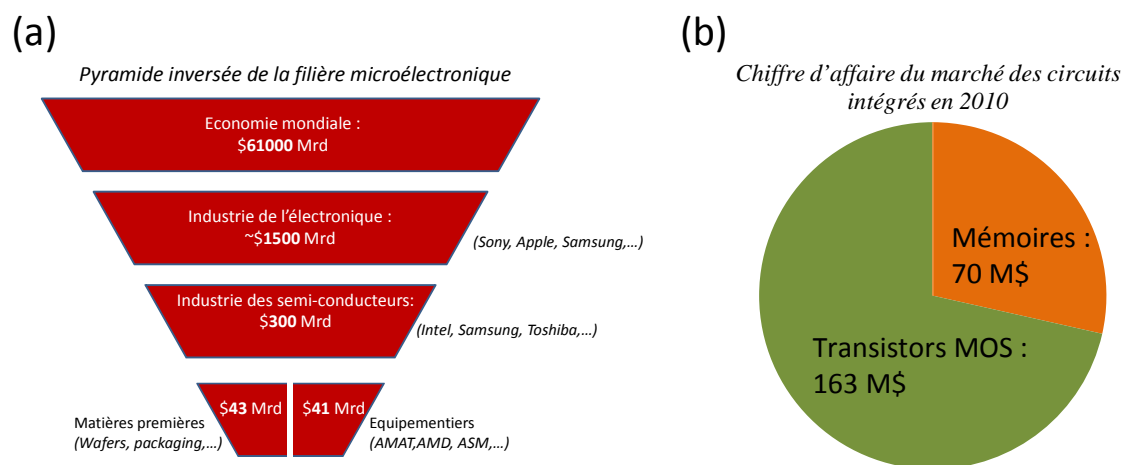 (a)
Pyramide inversée de la filière microélectronique
Economie mondiale :
$61000 Mrd
Industrie de l'électronique :
~$1500 Mrd
(Sony, Apple, Samsung,...)
Industrie des semi-conducteurs:
$300 Mrd
(Intel, Samsung, Toshiba,...)
$43 Mrd
$41 Mrd
Matières premières
(Wafers, packaging,...)
Equipementiers
(AMAT,AMD, ASM,...)
(b)
Chiffre d'affaire du marché des circuits
intégrés en 2010
Mémoires :
70 M$
Transistors MOS :
163 M$